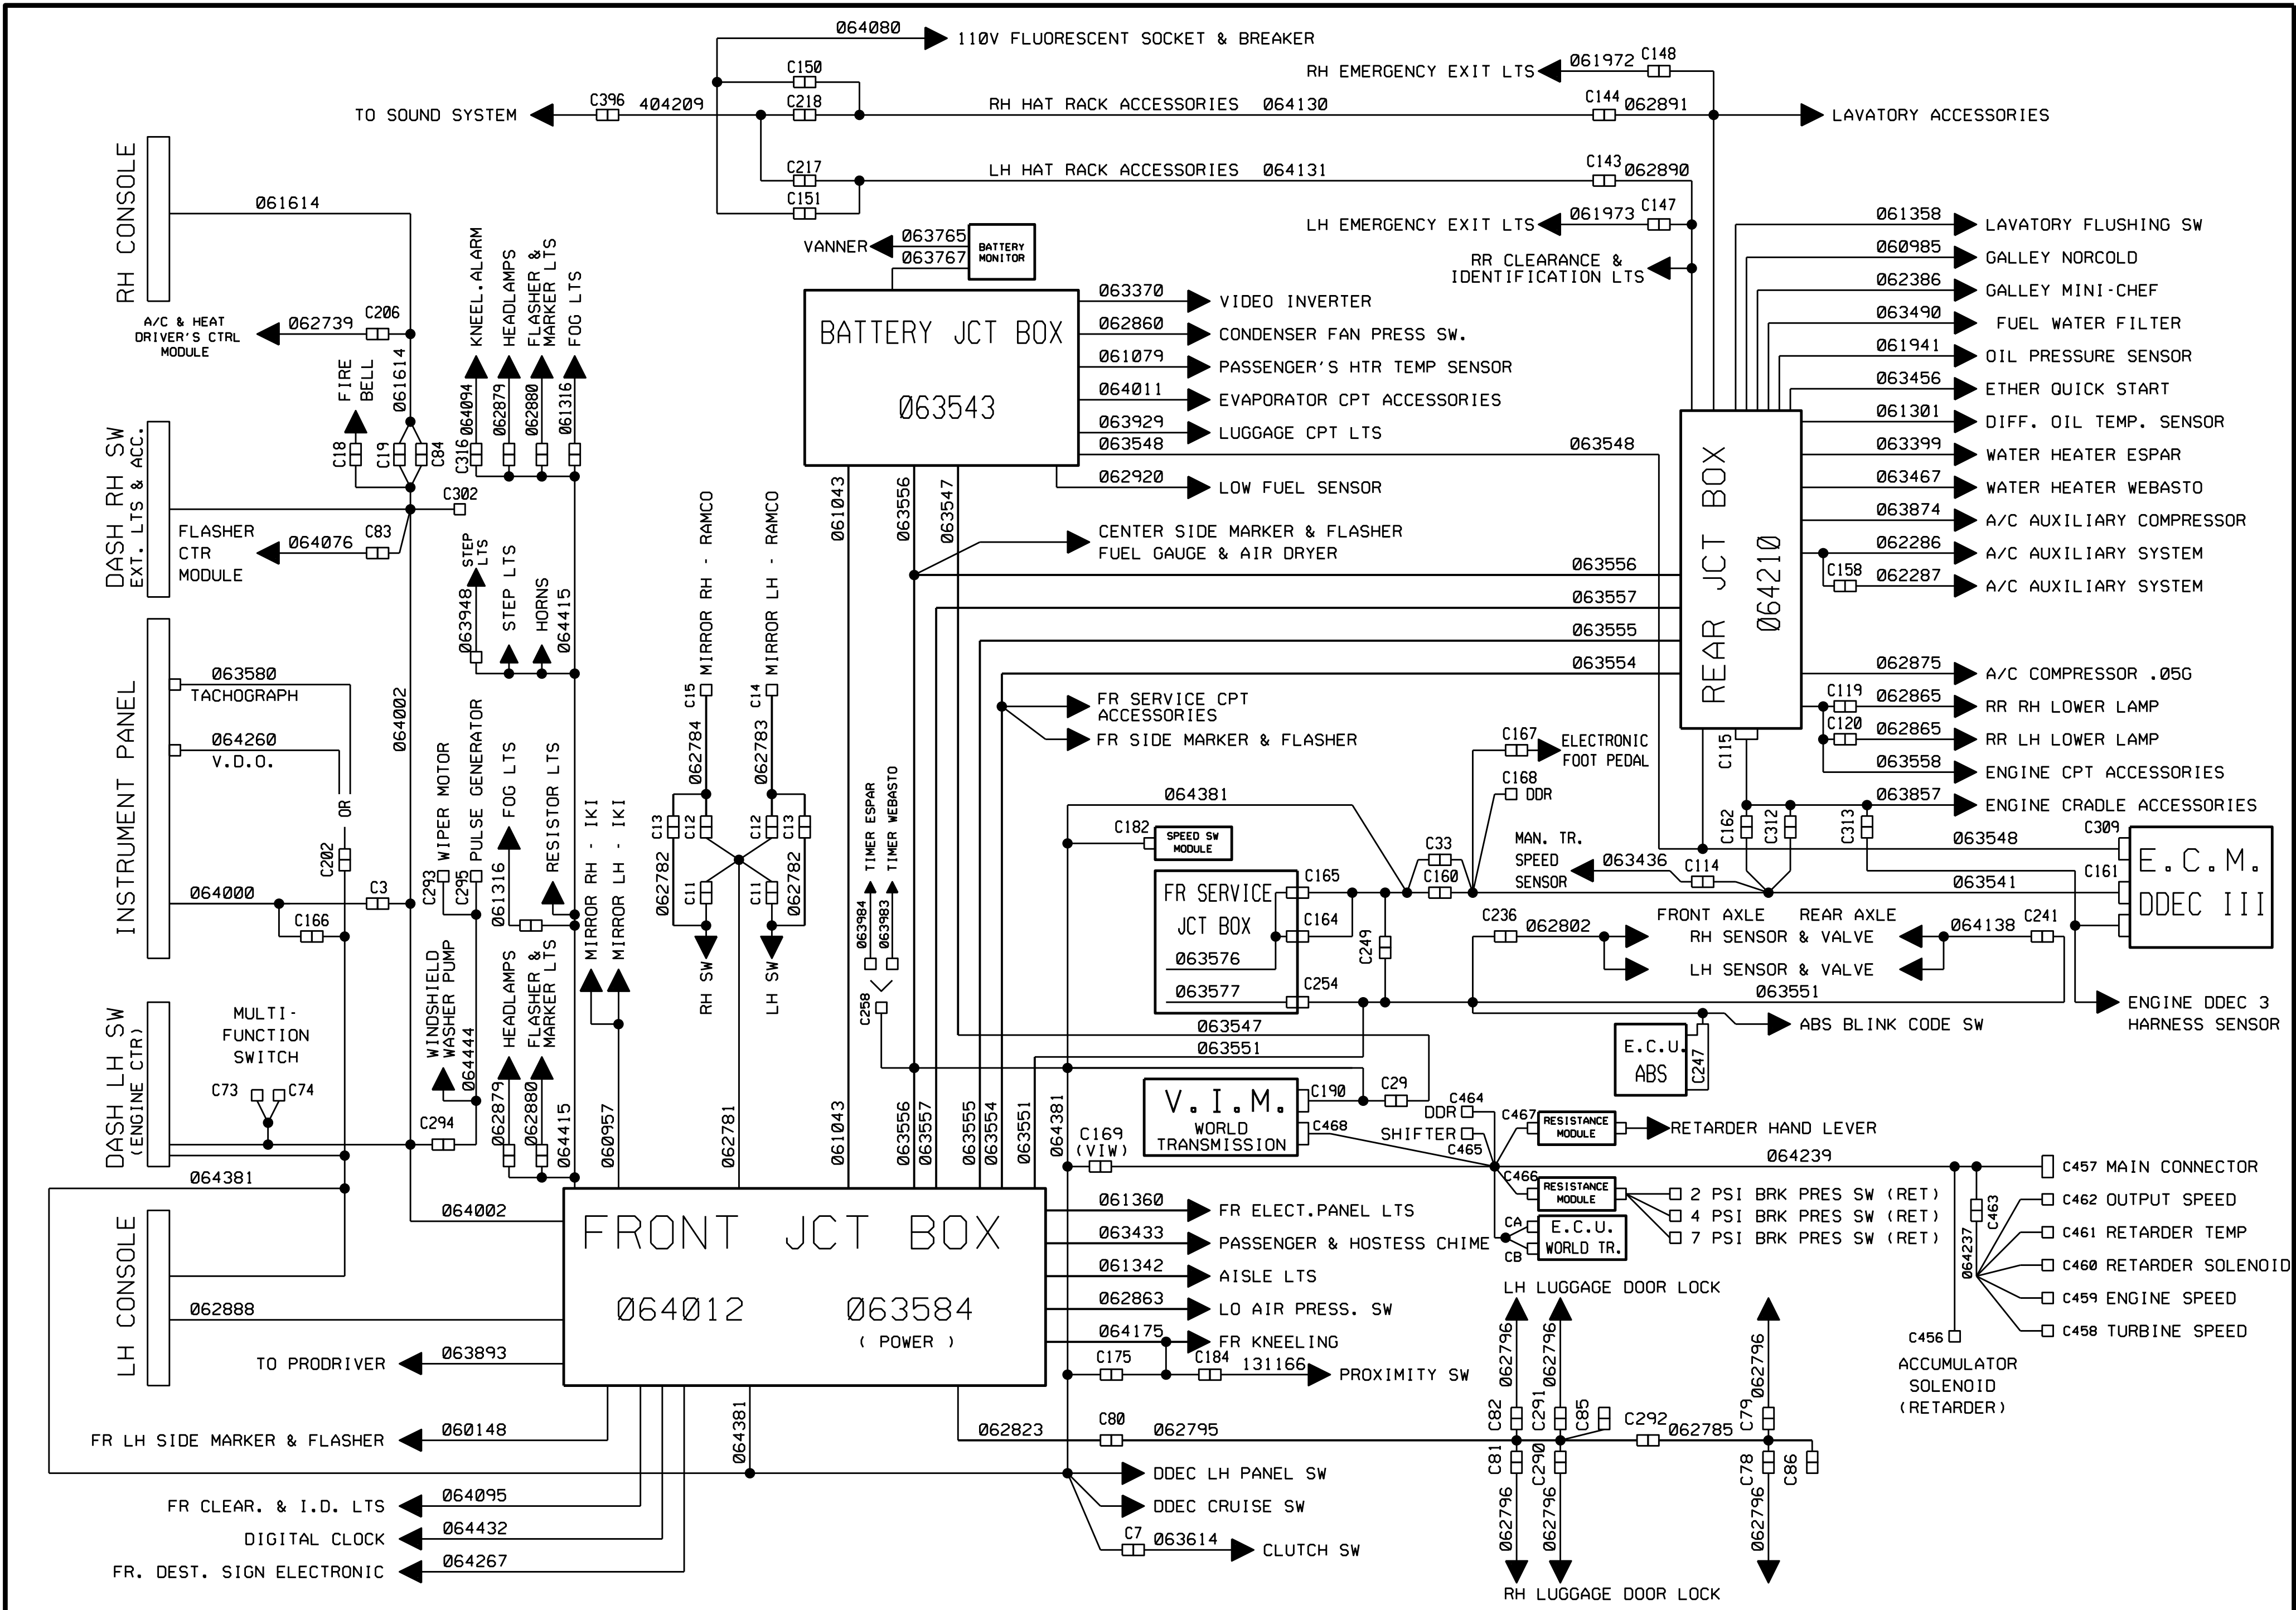 064080 110V FLUORESCENT SOCKET & BREAKER
C150
RH EMERGENCY EXIT LTS 061972 C148
TO SOUND SYSTEM C396 404209 C218 RH HAT RACK ACCESSORIES 064130 C144 062891 LAVATORY ACCESSORIES
C217 LH HAT RACK ACCESSORIES 064131 C143 062890
C151
LH EMERGENCY EXIT LTS 061973 C147
RR CLEARANCE &
IDENTIFICATION LTS
RH CONSOLE
061614
A/C & HEAT
DRIVER'S CTRL
MODULE
062739 C206
061614
FIRE
BELL
C18
C19
C84
DASH RH SW
EXT. LTS & ACC.
C302
FLASHER
CTR
MODULE
064076 C83
KNEEL.ALARM
HEADLAMPS
FLASHER &
MARKER LTS
FOG LTS
C316 064094
062879
062880
061316
STEP
LTS
063948
STEP LTS
HORNS
064415
VANNER 063765
063767
BATTERY
MONITOR
BATTERY JCT BOX
063543
063370 VIDEO INVERTER
062860 CONDENSER FAN PRESS SW.
061079 PASSENGER'S HTR TEMP SENSOR
064011 EVAPORATOR CPT ACCESSORIES
063929 LUGGAGE CPT LTS
063548
063548
062920 LOW FUEL SENSOR
061043
063556
063547
CENTER SIDE MARKER & FLASHER
FUEL GAUGE & AIR DRYER
063556
063557
063555
063554
FR SERVICE CPT
ACCESSORIES
FR SIDE MARKER & FLASHER
REAR JCT BOX
064210
061358 LAVATORY FLUSHING SW
060985 GALLEY NORCOLD
062386 GALLEY MINI-CHEF
063490 FUEL WATER FILTER
061941 OIL PRESSURE SENSOR
063456 ETHER QUICK START
061301 DIFF. OIL TEMP. SENSOR
063399 WATER HEATER ESPAR
063467 WATER HEATER WEBASTO
063874 A/C AUXILIARY COMPRESSOR
062286 A/C AUXILIARY SYSTEM
C158 062287 A/C AUXILIARY SYSTEM
062875 A/C COMPRESSOR .05G
C119 062865 RR RH LOWER LAMP
C120 062865 RR LH LOWER LAMP
063558 ENGINE CPT ACCESSORIES
063857 ENGINE CRADLE ACCESSORIES
C115
C162
C312
C313
063548 C309
C161
063541
E.C.M.
DDEC III
ENGINE DDEC 3
HARNESS SENSOR
INSTRUMENT PANEL
063580
TACHOGRAPH
064260
V.D.O.
OR
C202
064002
064000 C3
C166
C293 WIPER MOTOR
C295 PULSE GENERATOR
FOG LTS
061316
RESISTOR LTS
MIRROR RH - IKI
MIRROR LH - IKI
MIRROR RH - RAMCO
MIRROR LH - RAMCO
C15
C14
062784
062783
C13
C12
C12
C13
062782
C11
C11
062782
RH SW
LH SW
TIMER ESPAR
TIMER WEBASTO
063984
063983
C258
064381
C182
SPEED SW
MODULE
FR SERVICE
JCT BOX
063576
063577
C165
C164
C254
C249
C33
C160
C167 ELECTRONIC
FOOT PEDAL
C168
DDR
MAN. TR.
SPEED
SENSOR
063436 C114
FRONT AXLE REAR AXLE
C236 062802 RH SENSOR & VALVE 064138 C241
LH SENSOR & VALVE
063551
ABS BLINK CODE SW
E.C.U.
ABS
C247
063547
063551
DASH LH SW
(ENGINE CTR)
MULTI-
FUNCTION
SWITCH
C73 C74
WINDSHIELD
WASHER PUMP
064444
C294
HEADLAMPS
FLASHER &
MARKER LTS
062879
062880
064415
060957
062781
061043
063556
063557
063555
063554
063551
064381
V.I.M.
WORLD
TRANSMISSION
C190 C29
C468
C169
(VIW)
C464
DDR
SHIFTER
C465
C467
RESISTANCE
MODULE
RETARDER HAND LEVER
064239
C466
RESISTANCE
MODULE
2 PSI BRK PRES SW (RET)
4 PSI BRK PRES SW (RET)
7 PSI BRK PRES SW (RET)
CA
CB
E.C.U.
WORLD TR.
C457 MAIN CONNECTOR
C462 OUTPUT SPEED
C461 RETARDER TEMP
C460 RETARDER SOLENOID
C459 ENGINE SPEED
C458 TURBINE SPEED
C463
064237
C456
ACCUMULATOR
SOLENOID
(RETARDER)
064381
LH CONSOLE
064002
062888
TO PRODRIVER 063893
FRONT JCT BOX
064012 063584
( POWER )
061360 FR ELECT.PANEL LTS
063433 PASSENGER & HOSTESS CHIME
061342 AISLE LTS
062863 LO AIR PRESS. SW
064175 FR KNEELING
C175 C184 131166 PROXIMITY SW
FR LH SIDE MARKER & FLASHER 060148
064381
062823 C80 062795
LH LUGGAGE DOOR LOCK
062796
062796
062796
C82
C291
C85
C292 062785
C79
C81
C290
C78
C86
062796
062796
062796
RH LUGGAGE DOOR LOCK
DDEC LH PANEL SW
DDEC CRUISE SW
C7 063614 CLUTCH SW
FR CLEAR. & I.D. LTS 064095
DIGITAL CLOCK 064432
FR. DEST. SIGN ELECTRONIC 064267